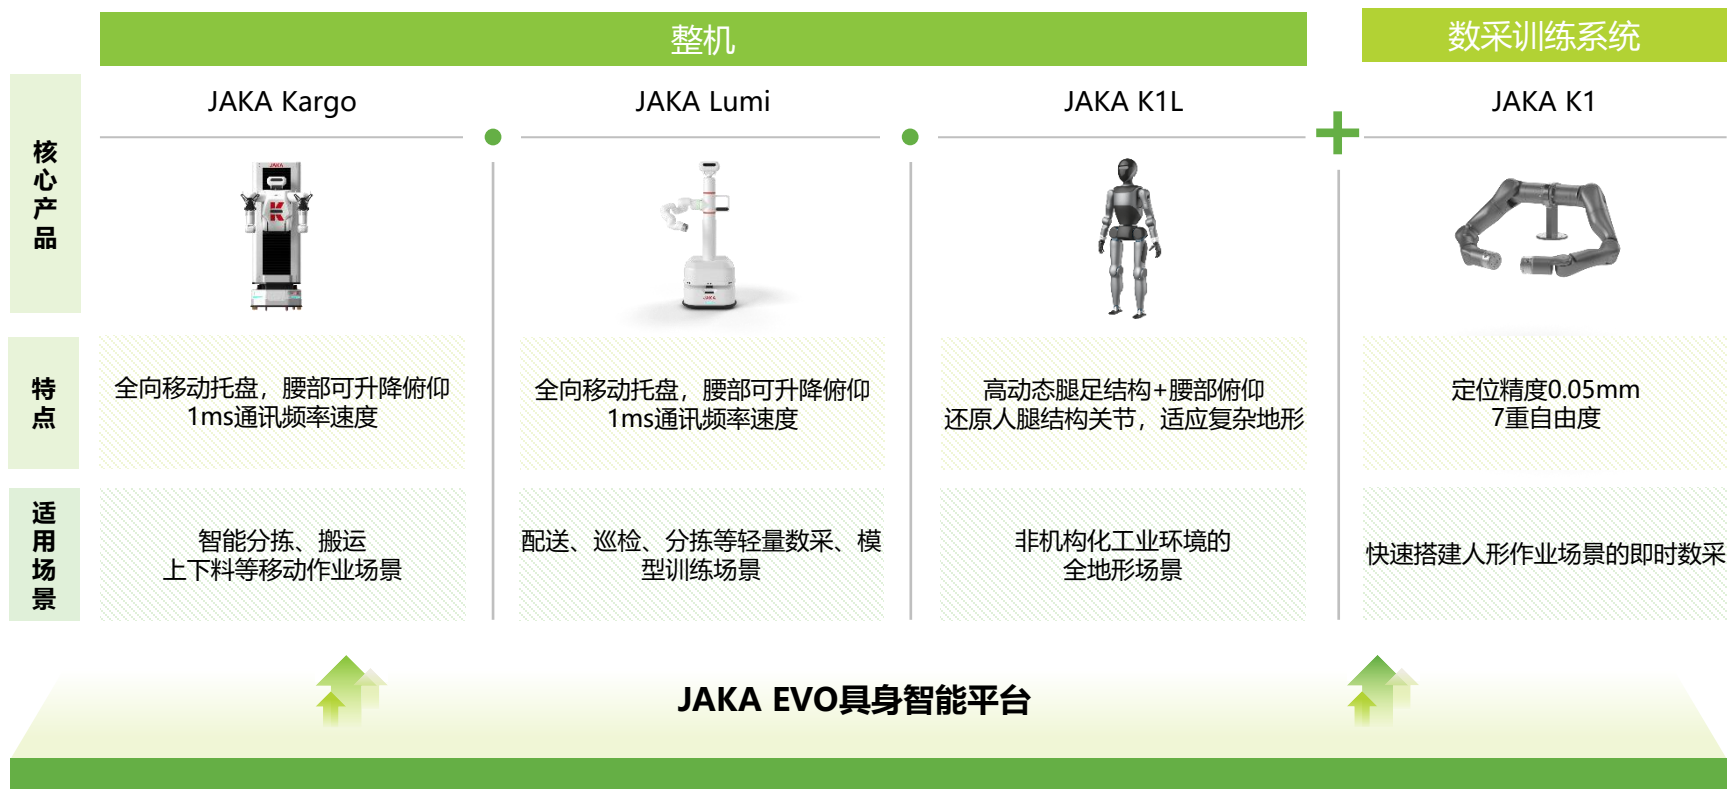 整机
数采训练系统
核心产品
JAKA Kargo
JAKA Lumi
JAKA K1L
JAKA K1
JAKA
K
JAKA
特点
全向移动托盘，腰部可升降俯仰
1ms通讯频率速度
全向移动托盘，腰部可升降俯仰
1ms通讯频率速度
高动态腿足结构+腰部俯仰
还原人腿结构关节，适应复杂地形
定位精度0.05mm
7重自由度
适用场景
智能分拣、搬运
上下料等移动作业场景
配送、巡检、分拣等轻量数采、模
型训练场景
非机构化工业环境的
全地形场景
快速搭建人形作业场景的即时数采
JAKA EVO具身智能平台